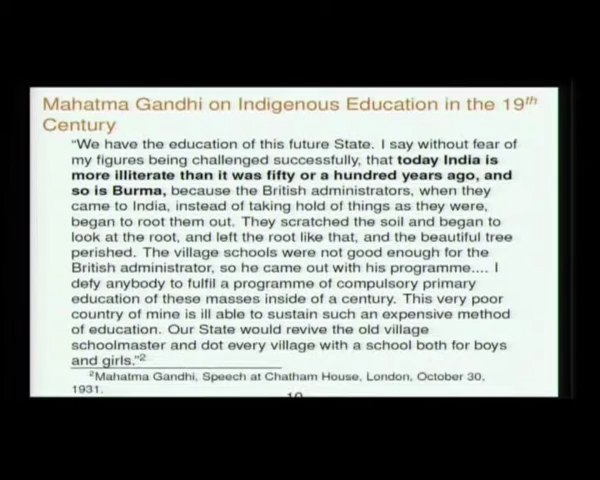 Mahatma Gandhi on Indigenous Education in the 19th
Century
"We have the education of this future State. I say without fear of
my figures being challenged successfully, that today India is
more illiterate than it was fifty or a hundred years ago, and
so is Burma, because the British administrators, when they
came to India, instead of taking hold of things as they were,
began to root them out. They scratched the soil and began to
look at the root, and left the root like that, and the beautiful tree
perished. The village schools were not good enough for the
British administrator, so he came out with his programme.... I
defy anybody to fulfil a programme of compulsory primary
education of these masses inside of a century. This very poor
country of mine is ill able to sustain such an expensive method
of education. Our State would revive the old village
schoolmaster and dot every village with a school both for boys
and girls."2
2Mahatma Gandhi, Speech at Chatham House, London, October 30,
1931.